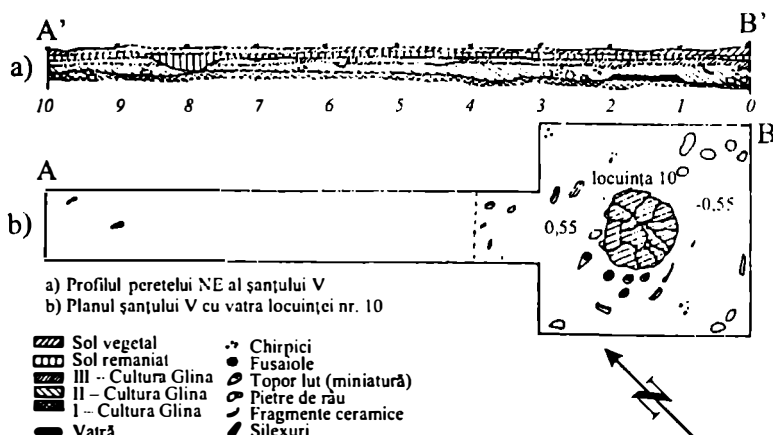 A' B'
a)
10 9 8 7 6 5 4 3 2 1 0
A B
b)
locuința 10
0,55 -0,55
a) Profilul peretelui NE al șanțului V
b) Planul șanțului V cu vatra locuinței nr. 10
Sol vegetal
Sol remaniat
III – Cultura Glina
II – Cultura Glina
I – Cultura Glina
Vatră
Chirpici
Fusaiole
Topor lut (miniatură)
Pietre de râu
Fragmente ceramice
Silexuri
N